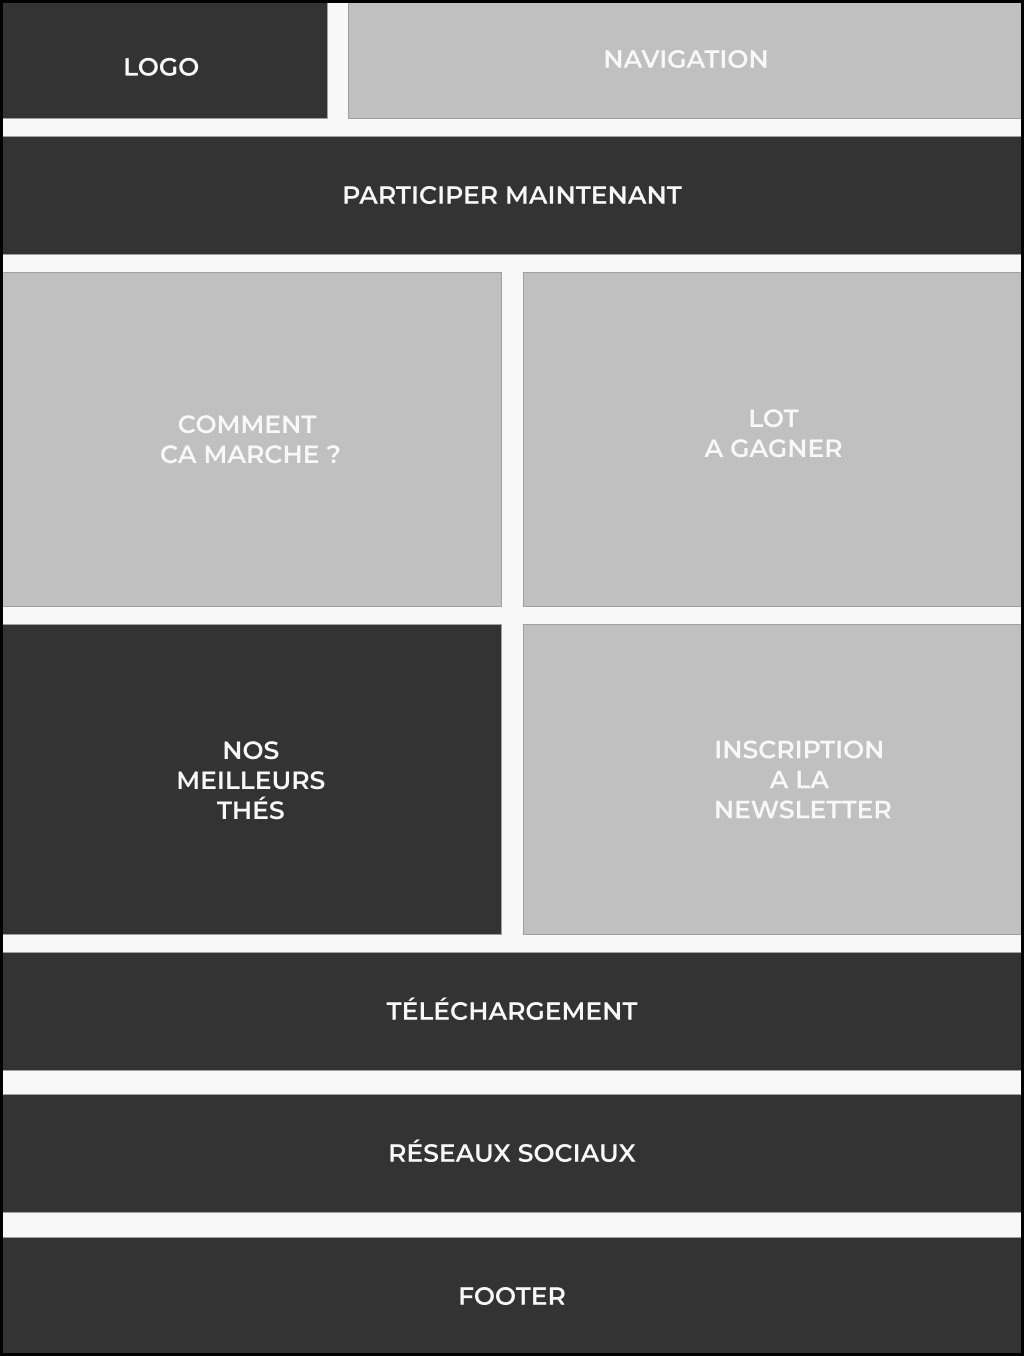 LOGO
NAVIGATION
PARTICIPER MAINTENANT
COMMENT
CA MARCHE ?
LOT
A GAGNER
NOS
MEILLEURS
THÉS
INSCRIPTION
A LA
NEWSLETTER
TÉLÉCHARGEMENT
RÉSEAUX SOCIAUX
FOOTER